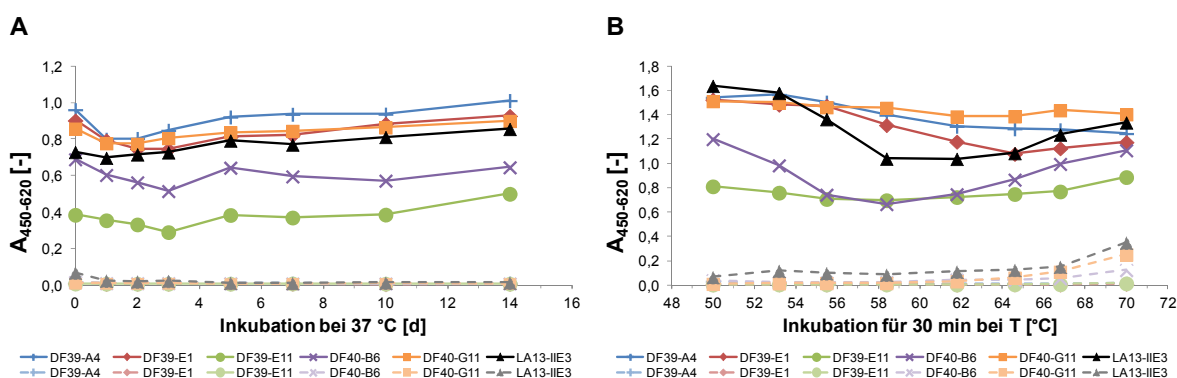 A
B
A450-620 [-]
1,2
1,0
0,8
0,6
0,4
0,2
0,0
0 2 4 6 8 10 12 14 16
Inkubation bei 37 °C [d]
DF39-A4 DF39-E1 DF39-E11 DF40-B6 DF40-G11 LA13-IIE3
DF39-A4 DF39-E1 DF39-E11 DF40-B6 DF40-G11 LA13-IIE3
A450-620 [-]
1,8
1,6
1,4
1,2
1,0
0,8
0,6
0,4
0,2
0,0
48 50 52 54 56 58 60 62 64 66 68 70 72
Inkubation für 30 min bei T [°C]
DF39-A4 DF39-E1 DF39-E11 DF40-B6 DF40-G11 LA13-IIE3
DF39-A4 DF39-E1 DF39-E11 DF40-B6 DF40-G11 LA13-IIE3